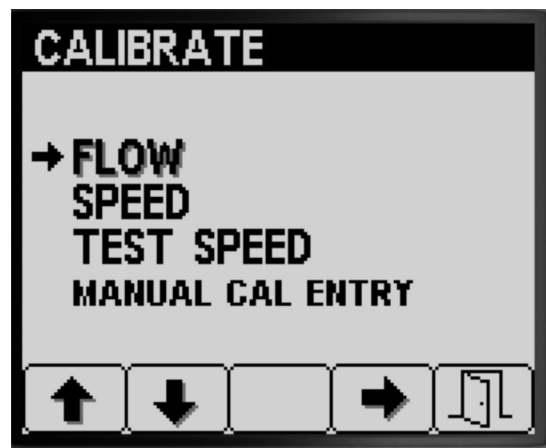 CALIBRATE
FLOW
SPEED
TEST SPEED
MANUAL CAL ENTRY